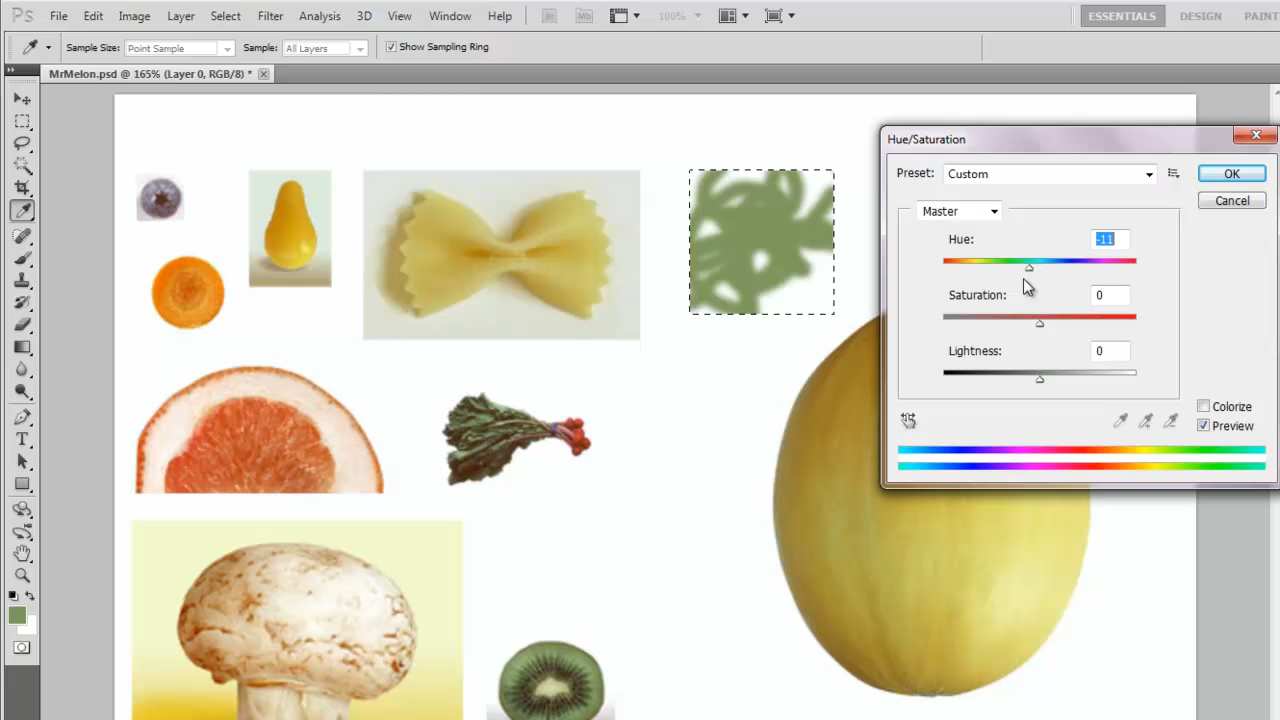 Ps File Edit Image Layer Select Filter Analysis 3D View Window Help Br Mb 100% ESSENTIALS DESIGN PAINT
Sample Size: Point Sample Sample: All Layers Show Sampling Ring
MrMelon.psd @ 165% (Layer 0, RGB/8) *
Hue/Saturation
Preset: Custom OK
Cancel
Master
Hue: -11
Saturation: 0
Lightness: 0
Colorize
Preview
T